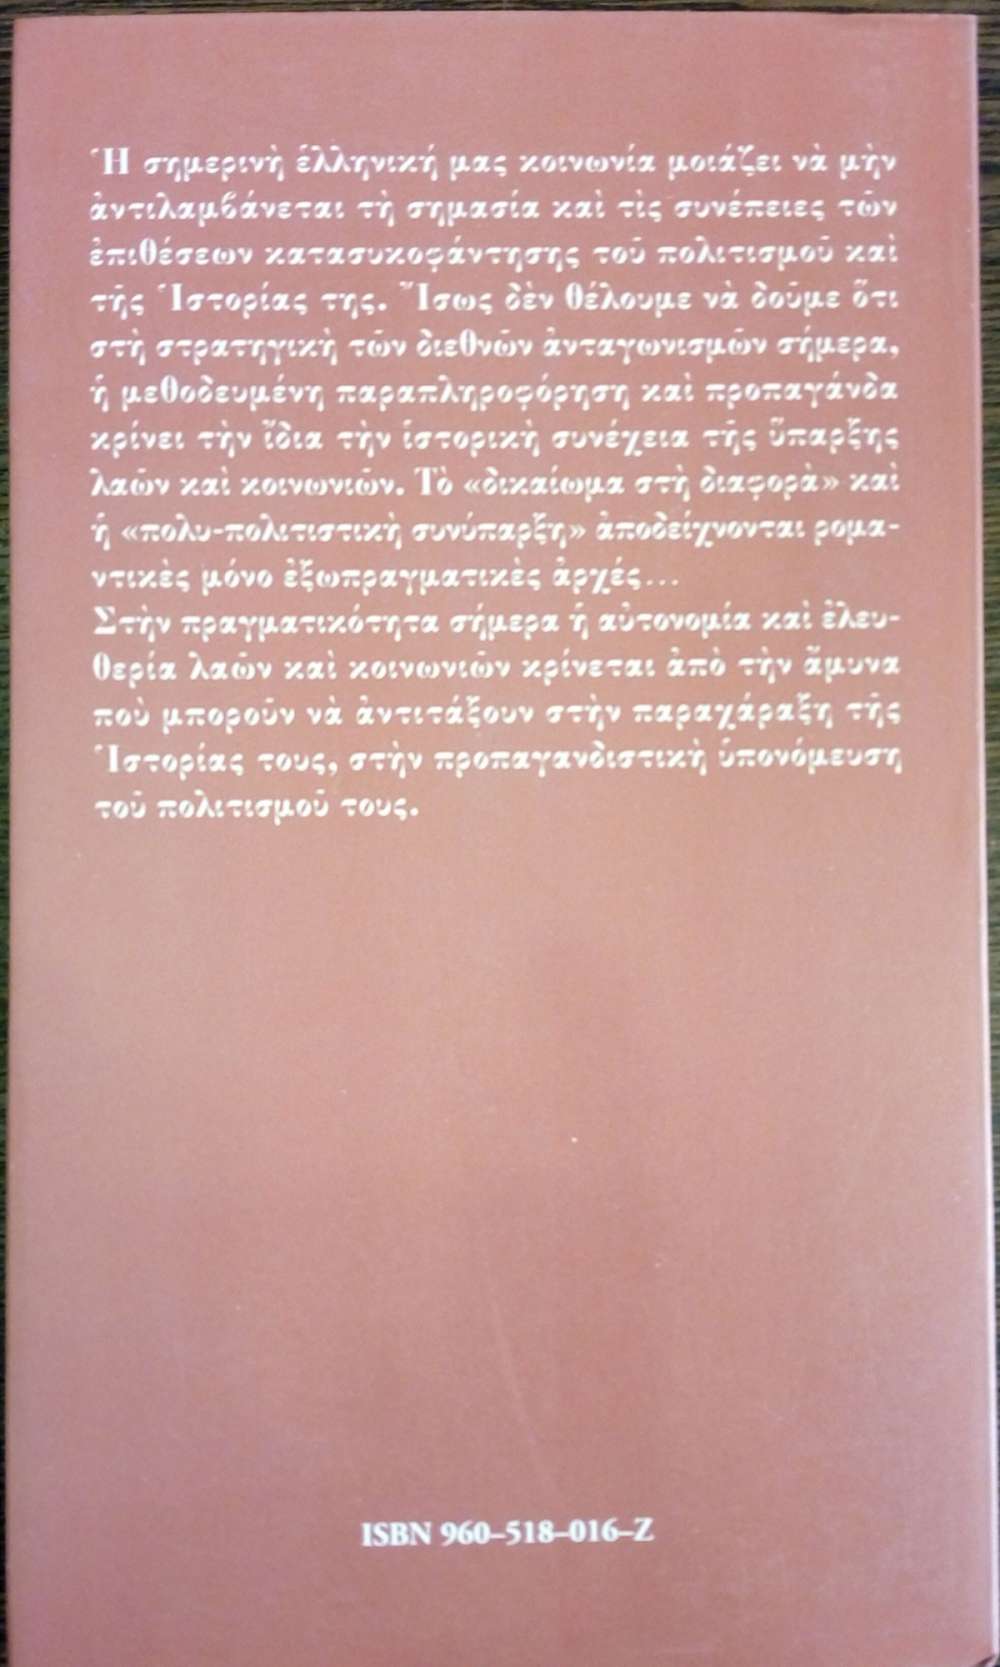 Ἡ σημερινὴ ἑλληνική μας κοινωνία μοιάζει νὰ μὴν
ἀντιλαμβάνεται τὴ σημασία καὶ τὶς συνέπειες τῶν
ἐπιθέσεων κατασυκοφάντησης τοῦ πολιτισμοῦ καὶ
τῆς Ἱστορίας της. Ἴσως δὲν θέλουμε νὰ δοῦμε ὅτι
στὴ στρατηγικὴ τῶν διεθνῶν ἀνταγωνισμῶν σήμερα,
ἡ μεθοδευμένη παραπληροφόρηση καὶ προπαγάνδα
κρίνει τὴν ἴδια τὴν ἱστορικὴ συνέχεια τῆς ὕπαρξης
λαῶν καὶ κοινωνιῶν. Τὸ «δικαίωμα στὴ διαφορὰ» καὶ
ἡ «πολυ-πολιτιστικὴ συνύπαρξη» ἀποδείχνονται ρομα-
ντικὲς μόνο ἐξωπραγματικὲς ἀρχές...
Στὴν πραγματικότητα σήμερα ἡ αὐτονομία καὶ ἐλευ-
θερία λαῶν καὶ κοινωνιῶν κρίνεται ἀπὸ τὴν ἄμυνα
ποὺ μποροῦν νὰ ἀντιτάξουν στὴν παραχάραξη τῆς
Ἱστορίας τους, στὴν προπαγανδιστικὴ ὑπονόμευση
τοῦ πολιτισμοῦ τους.
ISBN 960–518–016–Z